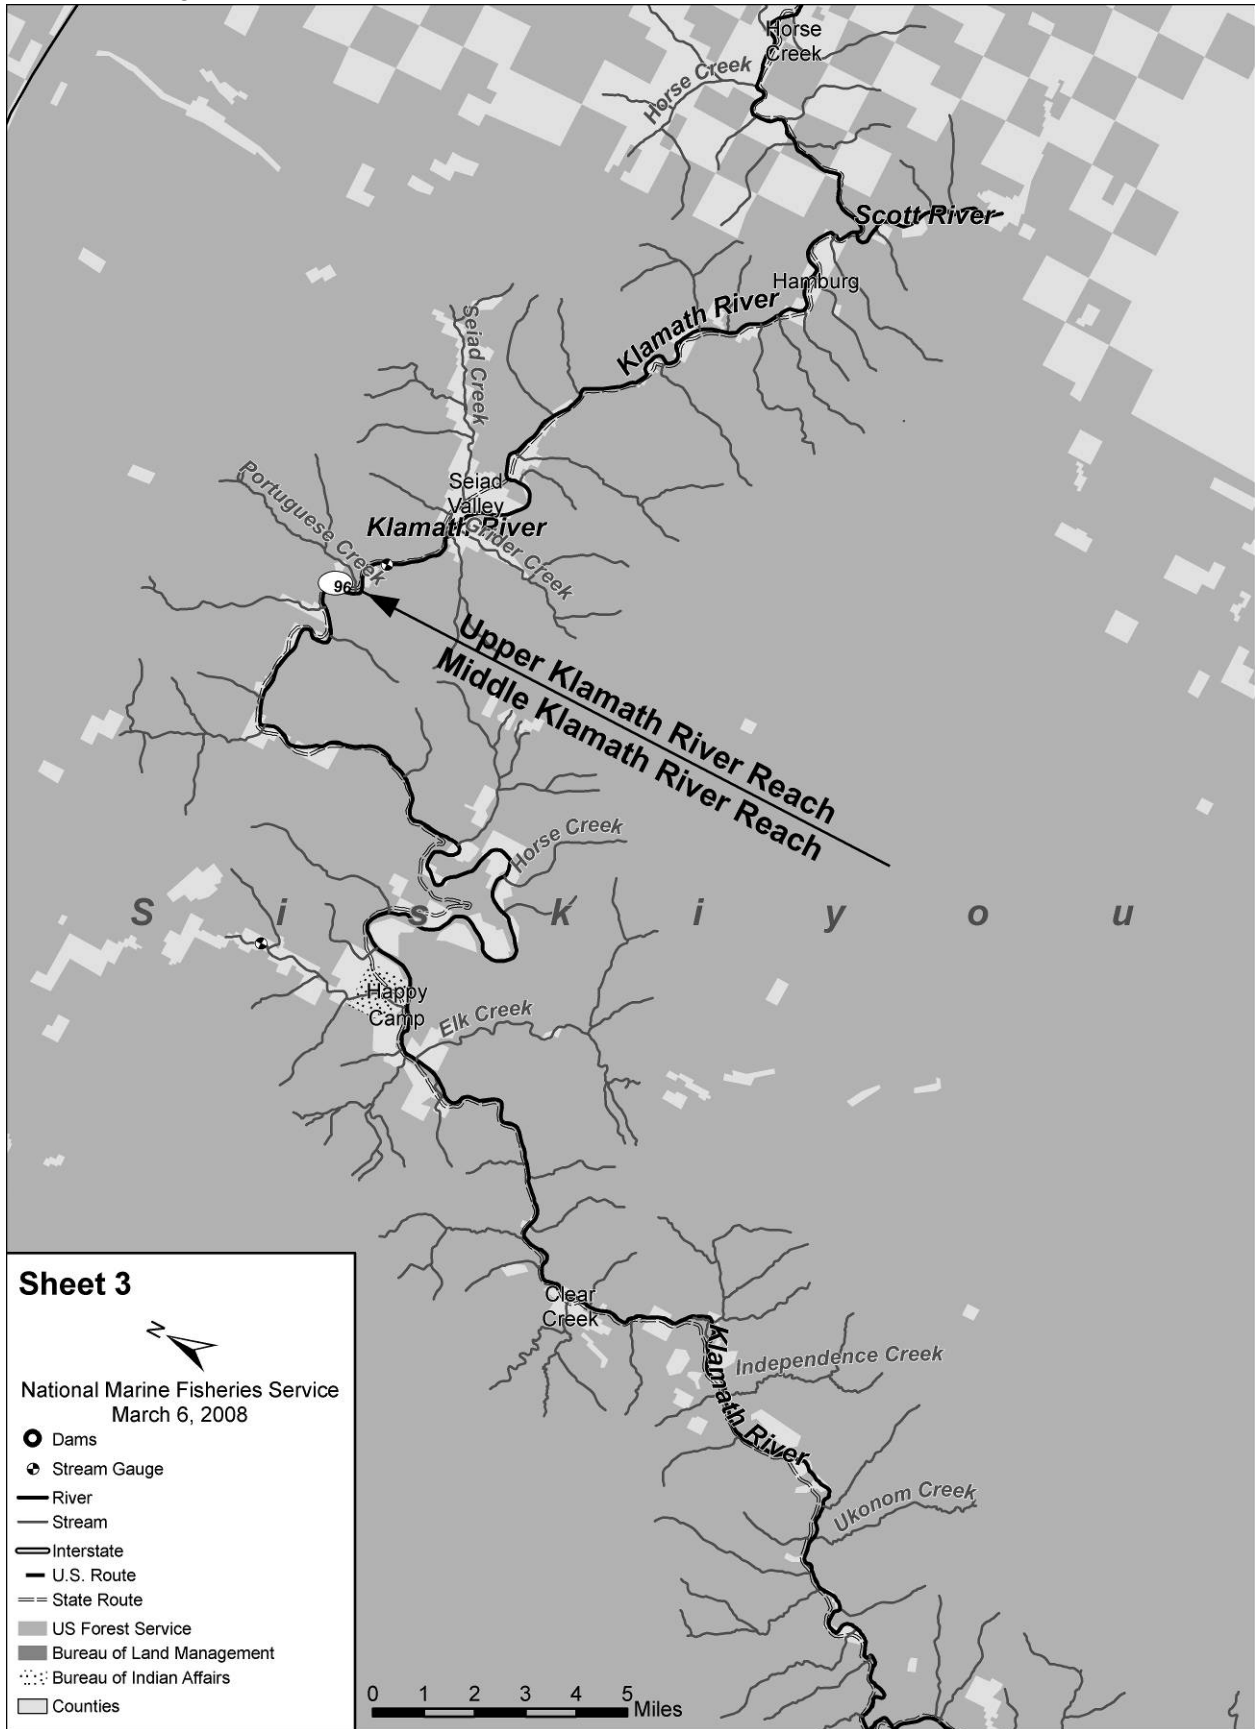 Horse
Creek
Horse Creek
Scott River
Hamburg
Klamath River
Seiad Creek
Seiad
Valley
Portuguese Creek
Klamath River
Grider Creek
96
Upper Klamath River Reach
Middle Klamath River Reach
Horse Creek
S i s k i y o u
Happy
Camp
Elk Creek
Clear
Creek
Klamath River
Independence Creek
Ukonom Creek
Sheet 3
N
National Marine Fisheries Service
March 6, 2008
Dams
Stream Gauge
River
Stream
Interstate
U.S. Route
State Route
US Forest Service
Bureau of Land Management
Bureau of Indian Affairs
Counties
0 1 2 3 4 5
Miles